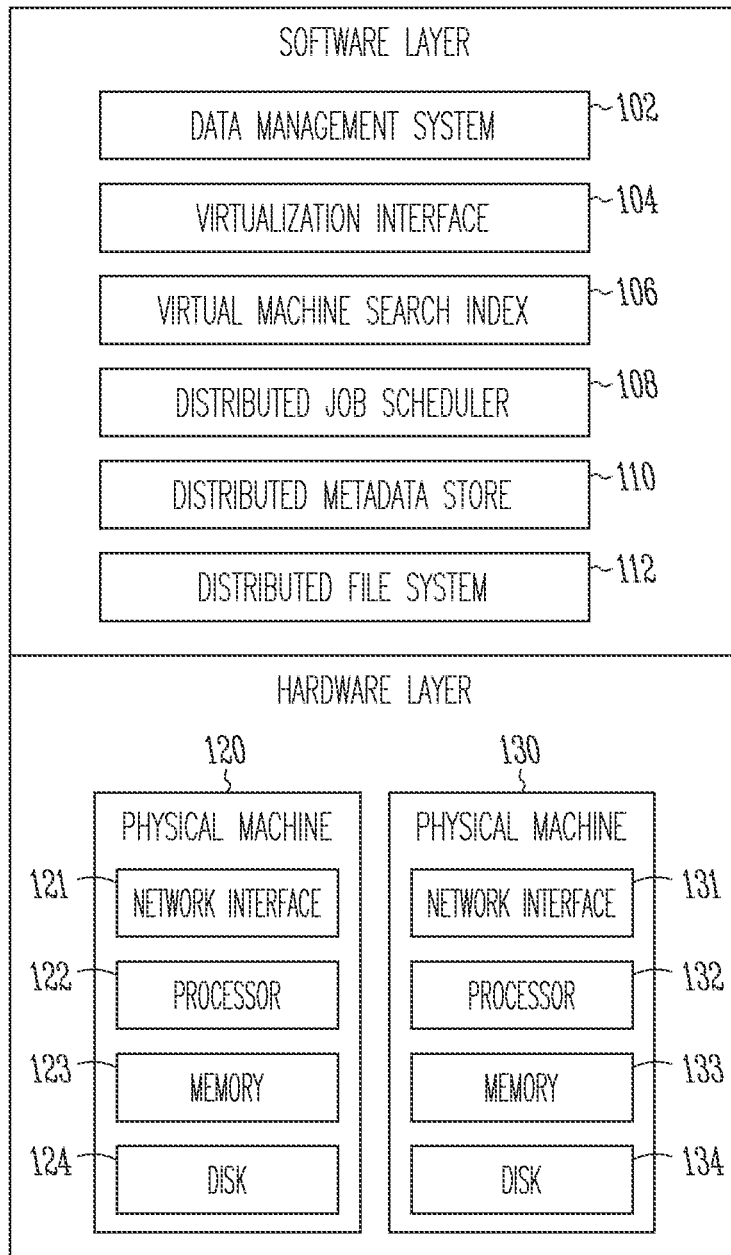 SOFTWARE LAYER
DATA MANAGEMENT SYSTEM 102
VIRTUALIZATION INTERFACE 104
VIRTUAL MACHINE SEARCH INDEX 106
DISTRIBUTED JOB SCHEDULER 108
DISTRIBUTED METADATA STORE 110
DISTRIBUTED FILE SYSTEM 112
HARDWARE LAYER
120
PHYSICAL MACHINE
121 NETWORK INTERFACE
122 PROCESSOR
123 MEMORY
124 DISK
130
PHYSICAL MACHINE
NETWORK INTERFACE 131
PROCESSOR 132
MEMORY 133
DISK 134